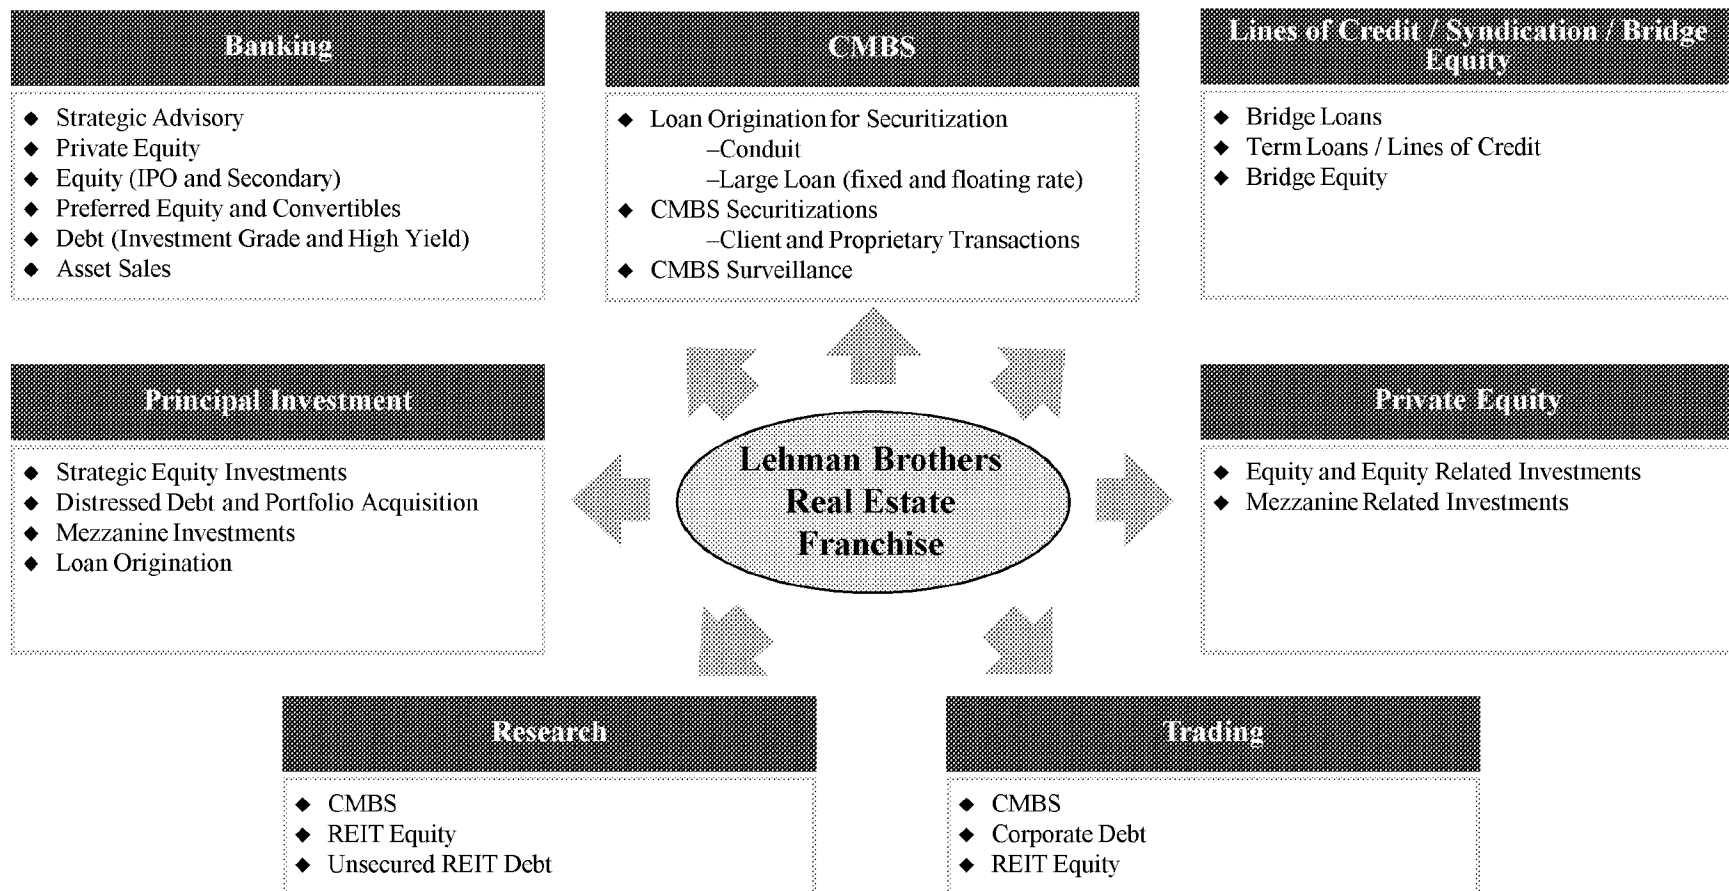 Banking
◆ Strategic Advisory
◆ Private Equity
◆ Equity (IPO and Secondary)
◆ Preferred Equity and Convertibles
◆ Debt (Investment Grade and High Yield)
◆ Asset Sales
CMBS
◆ Loan Origination for Securitization
–Conduit
–Large Loan (fixed and floating rate)
◆ CMBS Securitizations
–Client and Proprietary Transactions
◆ CMBS Surveillance
Lines of Credit / Syndication / Bridge
Equity
◆ Bridge Loans
◆ Term Loans / Lines of Credit
◆ Bridge Equity
Principal Investment
◆ Strategic Equity Investments
◆ Distressed Debt and Portfolio Acquisition
◆ Mezzanine Investments
◆ Loan Origination
Lehman Brothers
Real Estate
Franchise
Private Equity
◆ Equity and Equity Related Investments
◆ Mezzanine Related Investments
Research
◆ CMBS
◆ REIT Equity
◆ Unsecured REIT Debt
Trading
◆ CMBS
◆ Corporate Debt
◆ REIT Equity